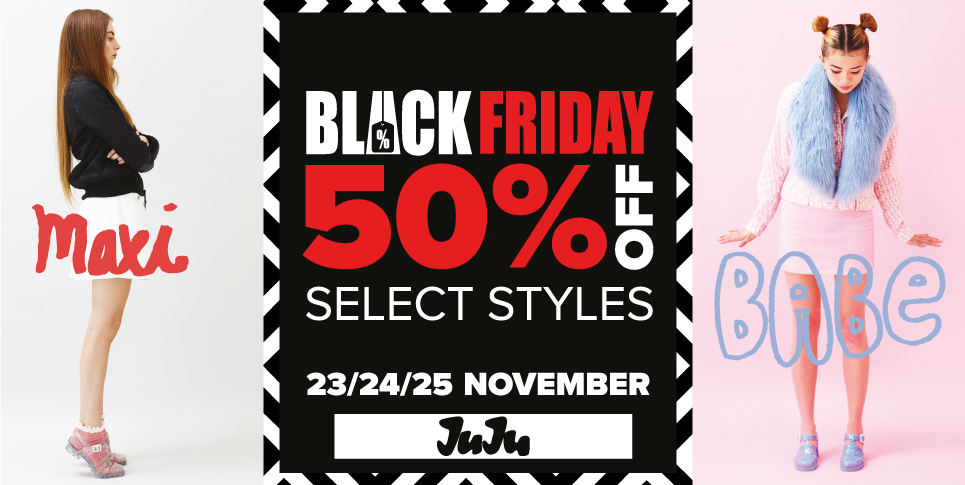 Maxi
BLACK FRIDAY
%
50% OFF
SELECT STYLES
23/24/25 NOVEMBER
JuJu
BABE